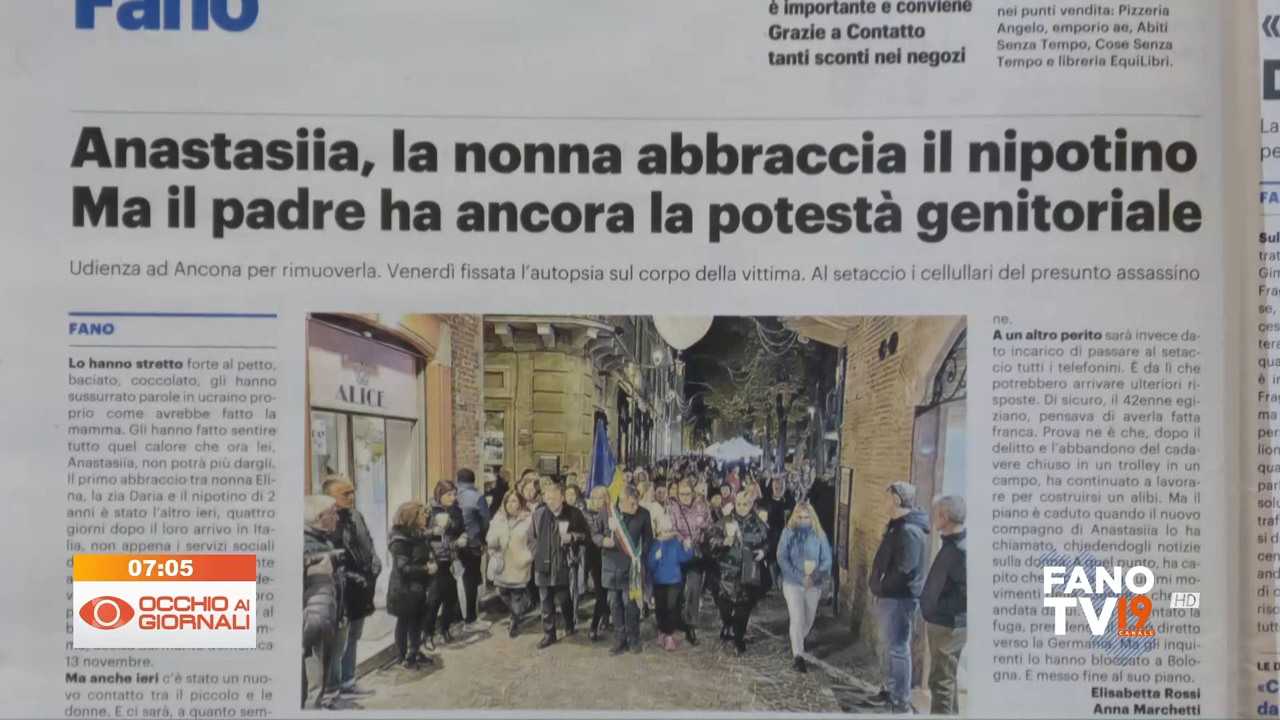 Fano
è importante e conviene
Grazie a Contatto
tanti sconti nei negozi
nei punti vendita: Pizzeria
Angelo, emporio ae, Abiti
Senza Tempo, Cose Senza
Tempo e libreria EquiLibri.
Anastasiia, la nonna abbraccia il nipotino
Ma il padre ha ancora la potestà genitoriale
Udienza ad Ancona per rimuoverla. Venerdì fissata l'autopsia sul corpo della vittima. Al setaccio i cellullari del presunto assassino
FANO
Lo hanno stretto forte al petto,
baciato, coccolato, gli hanno
sussurrato parole in ucraino pro-
prio come avrebbe fatto la
mamma. Gli hanno fatto sentire
tutto quel calore che ora lei,
Anastasiia, non potrà più dargli.
Il primo abbraccio tra nonna Eli-
na, la zia Daria e il nipotino di 2
anni è stato l'altro ieri, quattro
giorni dopo il loro arrivo in Ita-
lia, non appena i servizi sociali
13 novembre.
Ma anche ieri c'è stato un nuo-
vo contatto tra il piccolo e le
donne. E ci sarà, a quanto sem-
ALICE
ne.
A un altro perito sarà invece da-
to incarico di passare al setac-
cio tutti i telefonini. È da lì che
potrebbero arrivare ulteriori ri-
sposte. Di sicuro, il 42enne egi-
ziano, pensava di averla fatta
franca. Prova ne è che, dopo il
delitto e l'abbandono del cada-
vere chiuso in un trolley in un
campo, ha continuato a lavora-
re per costruirsi un alibi. Ma il
piano è caduto quando il nuovo
compagno di Anastasiia lo ha
chiamato, chiedendogli notizie
sulla do punto, ha ca-
pito che mi mo-
vimenti de
andata d la
fuga, diretto
verso la Germania. Ma gli inqui-
renti lo hanno bloccato a Bolo-
gna. E messo fine al suo piano.
Elisabetta Rossi
Anna Marchetti
07:05
OCCHIO AI
GIORNALI
FANO
TV19
CANALE
HD